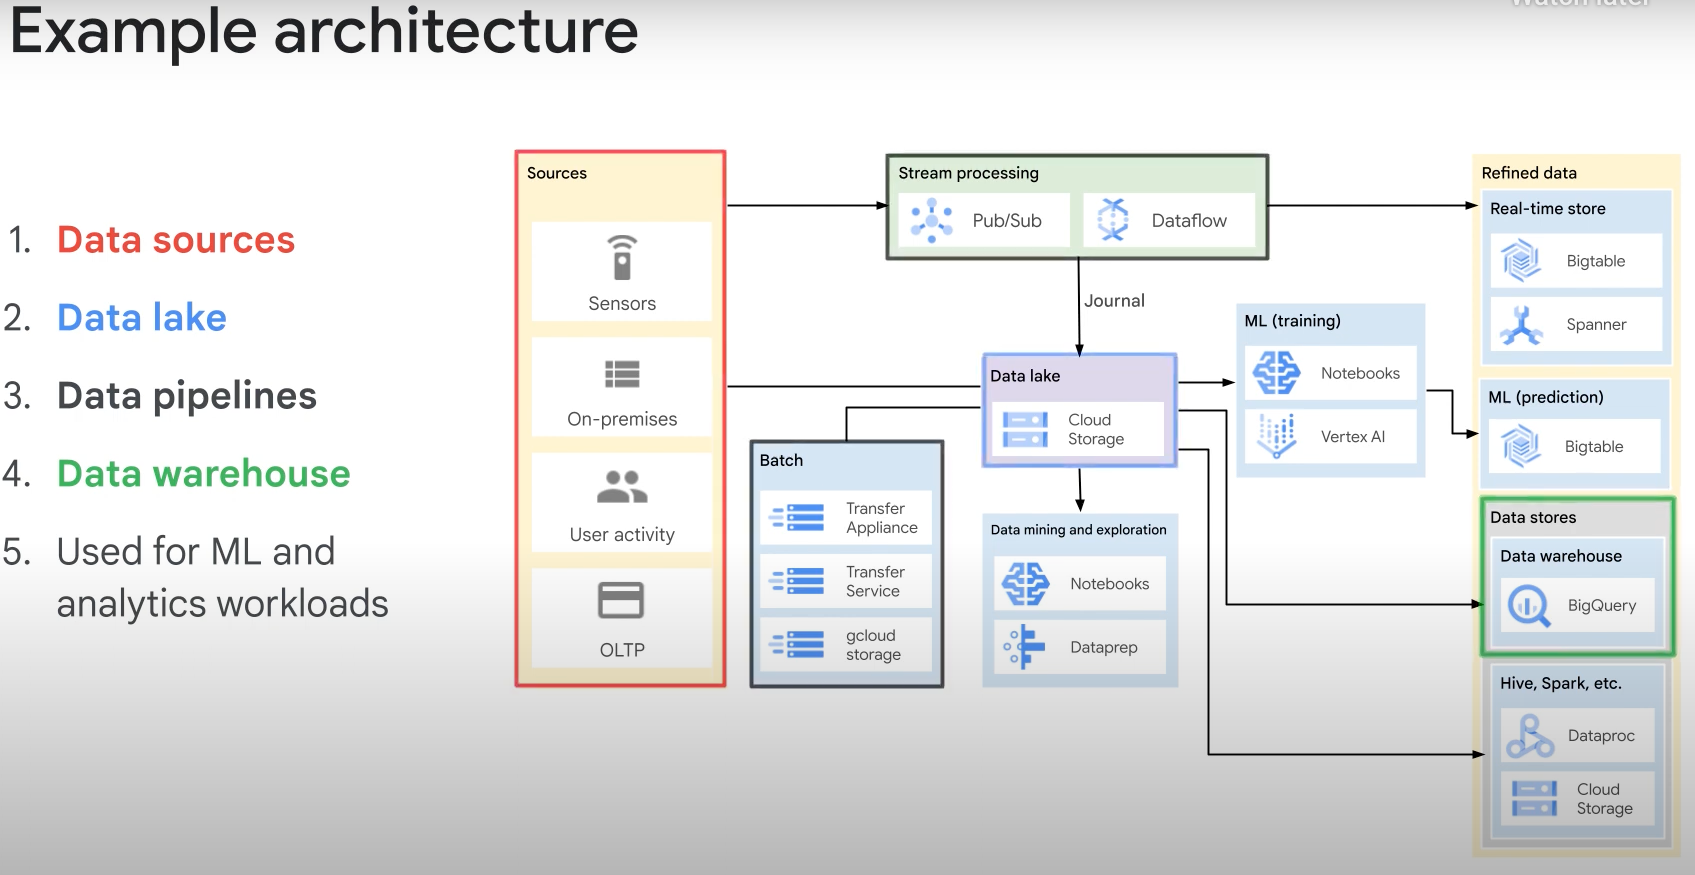 Watch later
Example architecture
1. Data sources
2. Data lake
3. Data pipelines
4. Data warehouse
5. Used for ML and
analytics workloads
Sources
Sensors
On-premises
User activity
OLTP
Stream processing
Pub/Sub
Dataflow
Journal
Batch
Transfer
Appliance
Transfer
Service
gcloud
storage
Data lake
Cloud
Storage
Data mining and exploration
Notebooks
Dataprep
ML (training)
Notebooks
Vertex AI
Refined data
Real-time store
Bigtable
Spanner
ML (prediction)
Bigtable
Data stores
Data warehouse
BigQuery
Hive, Spark, etc.
Dataproc
Cloud
Storage